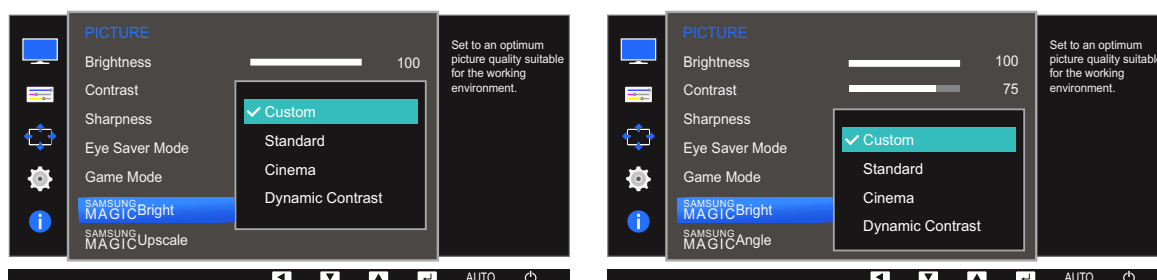 PICTURE
Brightness 100
Contrast
Sharpness
Eye Saver Mode
Game Mode
SAMSUNG
MAGICBright
SAMSUNG
MAGICUpscale
Custom
Standard
Cinema
Dynamic Contrast
Set to an optimum
picture quality suitable
for the working
environment.
AUTO
PICTURE
Brightness 100
Contrast 75
Sharpness
Eye Saver Mode
Game Mode
SAMSUNG
MAGICBright
SAMSUNG
MAGICAngle
Custom
Standard
Cinema
Dynamic Contrast
Set to an optimum
picture quality suitabl
for the working
environment.
AUTO